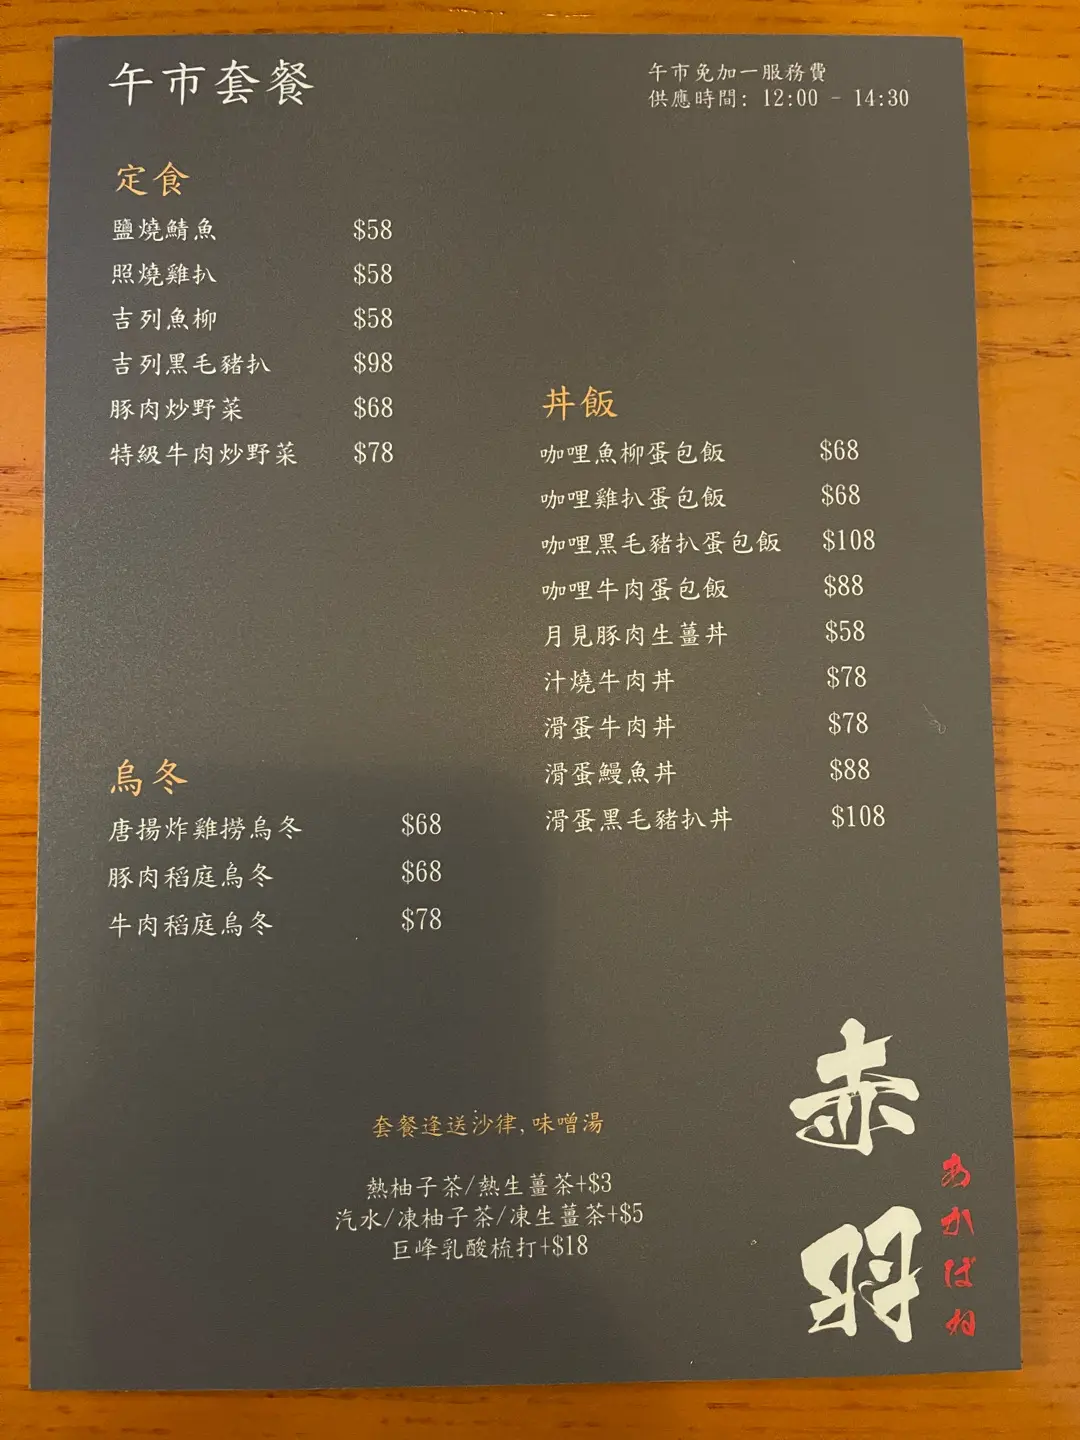 午市套餐
午市免加一服務費
供應時間: 12:00 - 14:30
定食
鹽燒鯖魚 $58
照燒雞扒 $58
吉列魚柳 $58
吉列黑毛豬扒 $98
豚肉炒野菜 $68
特級牛肉炒野菜 $78
丼飯
咖哩魚柳蛋包飯 $68
咖哩雞扒蛋包飯 $68
咖哩黑毛豬扒蛋包飯 $108
咖哩牛肉蛋包飯 $88
月見豚肉生薑丼 $58
汁燒牛肉丼 $78
滑蛋牛肉丼 $78
滑蛋鰻魚丼 $88
滑蛋黑毛豬扒丼 $108
烏冬
唐揚炸雞撈烏冬 $68
豚肉稻庭烏冬 $68
牛肉稻庭烏冬 $78
套餐逢送沙律,味噌湯
熱柚子茶/熱生薑茶+$3
汽水/凍柚子茶/凍生薑茶+$5
巨峰乳酸梳打+$18
赤羽
あかばね